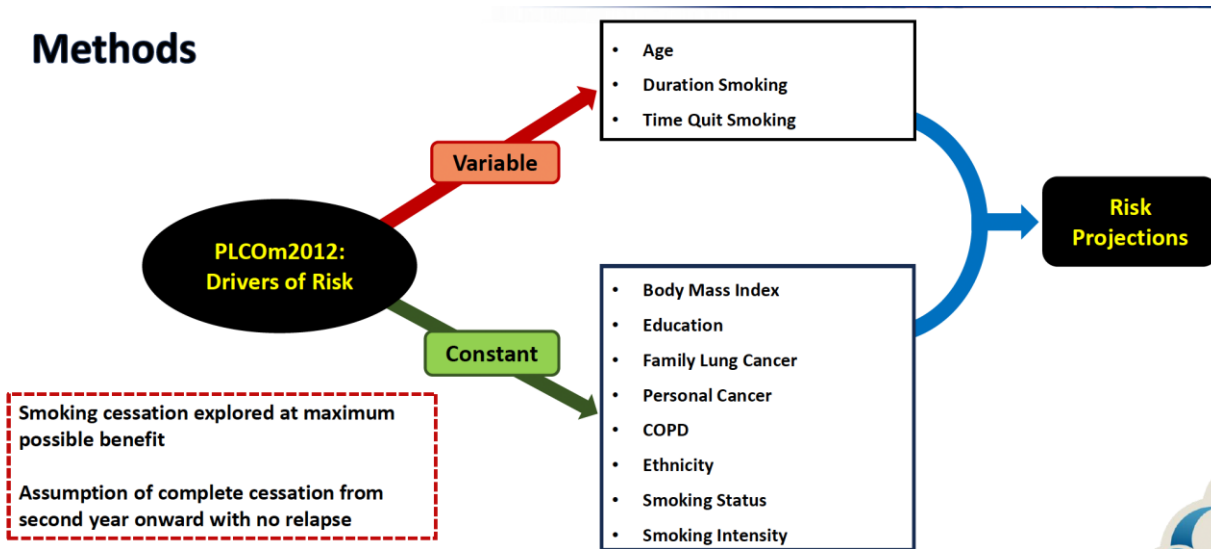 Methods
• Age
• Duration Smoking
• Time Quit Smoking
Variable
PLCOm2012:
Drivers of Risk
Risk
Projections
Constant
• Body Mass Index
• Education
• Family Lung Cancer
• Personal Cancer
• COPD
• Ethnicity
• Smoking Status
• Smoking Intensity
Smoking cessation explored at maximum
possible benefit
Assumption of complete cessation from
second year onward with no relapse